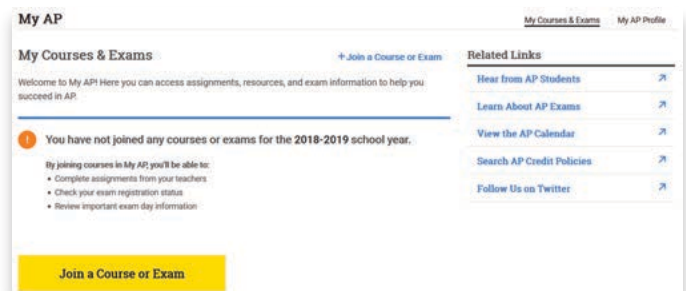 My AP
My Courses & Exams
My AP Profile
My Courses & Exams
+ Join a Course or Exam
Welcome to My AP! Here you can access assignments, resources, and exam information to help you
succeed in AP.
! You have not joined any courses or exams for the 2018-2019 school year.
By joining courses in My AP, you'll be able to:
• Complete assignments from your teachers
• Check your exam registration status
• Review important exam day information
Join a Course or Exam
Related Links
Hear from AP Students
Learn About AP Exams
View the AP Calendar
Search AP Credit Policies
Follow Us on Twitter